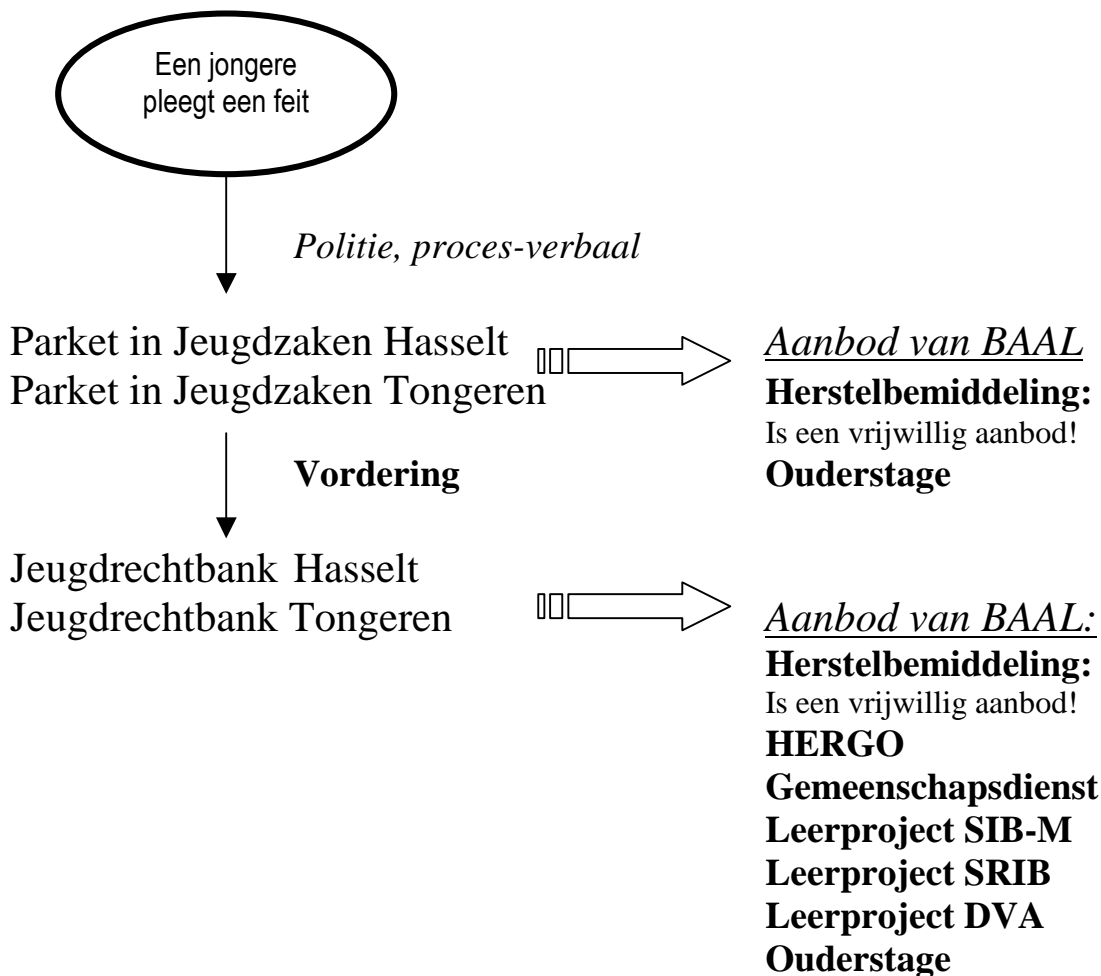 Een jongere
pleegt een feit
Politie, proces-verbaal
Parket in Jeugdzaken Hasselt
Parket in Jeugdzaken Tongeren
Aanbod van BAAL
Herstelbemiddeling:
Is een vrijwillig aanbod!
Ouderstage
Vordering
Jeugdrechtbank Hasselt
Jeugdrechtbank Tongeren
Aanbod van BAAL:
Herstelbemiddeling:
Is een vrijwillig aanbod!
HERGO
Gemeenschapsdienst
Leerproject SIB-M
Leerproject SRIB
Leerproject DVA
Ouderstage